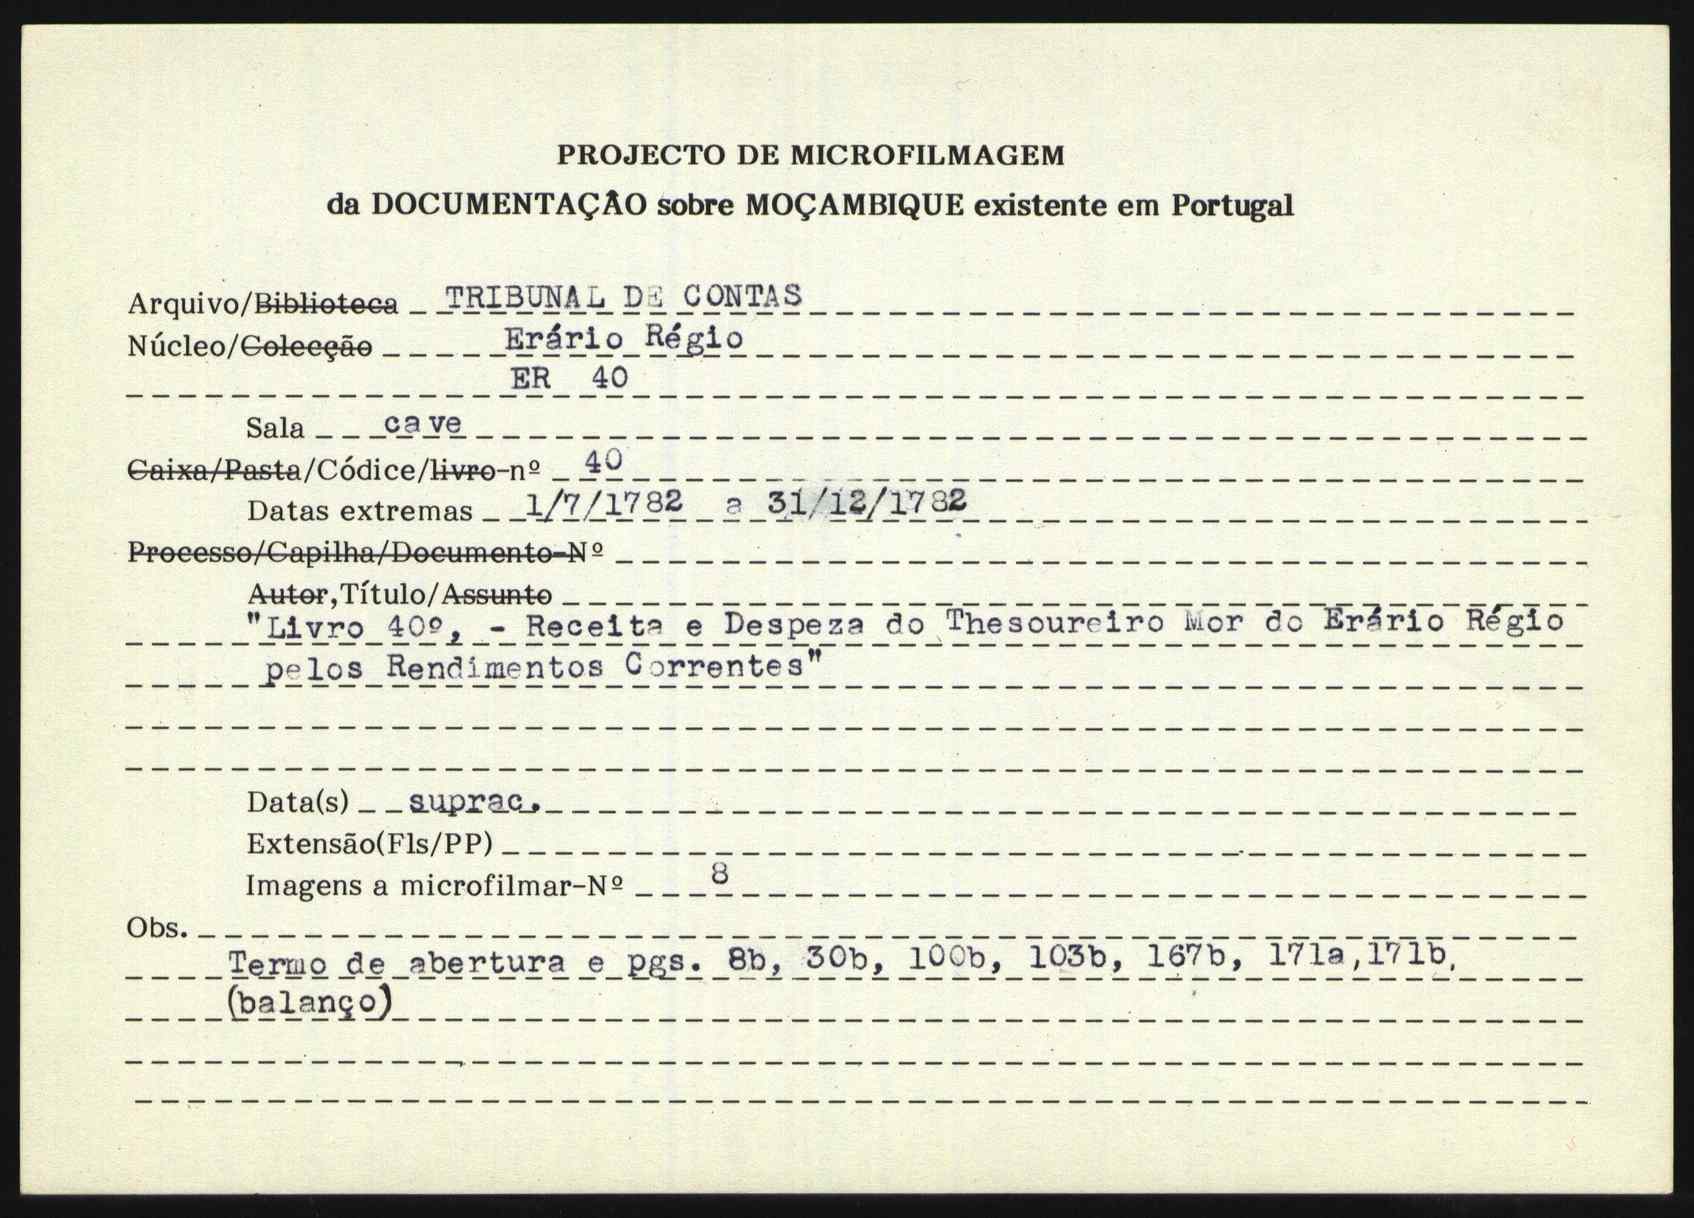 PROJECTO DE MICROFILMAGEM
da DOCUMENTAÇÃO sobre MOÇAMBIQUE existente em Portugal
Arquivo/Biblioteca TRIBUNAL DE CONTAS
Núcleo/Colecção Erário Régio
ER 40
Sala cave
Caixa/Pasta/Códice/livro-nº 40
Datas extremas 1/7/1782 a 31/12/1782
Processo/Capilha/Documento-Nº
Autor,Título/Assunto
"Livro 40º, - Receita e Despeza do Thesoureiro Mor do Erário Régio
pelos Rendimentos Correntes"
Data(s) suprac.
Extensão(Fls/PP)
Imagens a microfilmar-Nº 8
Obs.
Termo de abertura e pgs. 8b, 30b, 100b, 103b, 167b, 171a,171b,
(balanço)